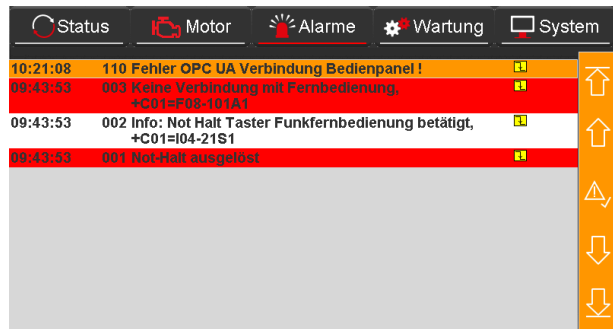 Status Motor Alarme Wartung System
10:21:08 110 Fehler OPC UA Verbindung Bedienpanel !
09:43:53 003 Keine Verbindung mit Fernbedienung,
+C01=F08-101A1
09:43:53 002 Info: Not Halt Taster Funkfernbedienung betätigt,
+C01=I04-21S1
09:43:53 001 Not-Halt ausgelöst